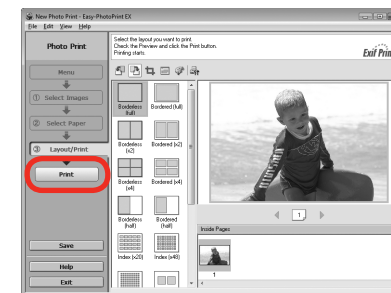 New Photo Print - Easy-PhotoPrint EX
File Edit View Help
Photo Print
Select the layout you want to print.
Check the Preview and click the Print button.
Printing starts.
Exif Prin
Menu
① Select Images
② Select Paper
③ Layout/Print
Print
Save
Help
Exit
Borderless (full)
Bordered (full)
Borderless (x2)
Bordered (x2)
Borderless (x4)
Bordered (x4)
Borderless (half)
Bordered (half)
Index (x20)
Index (x48)
1
Inside Pages
1